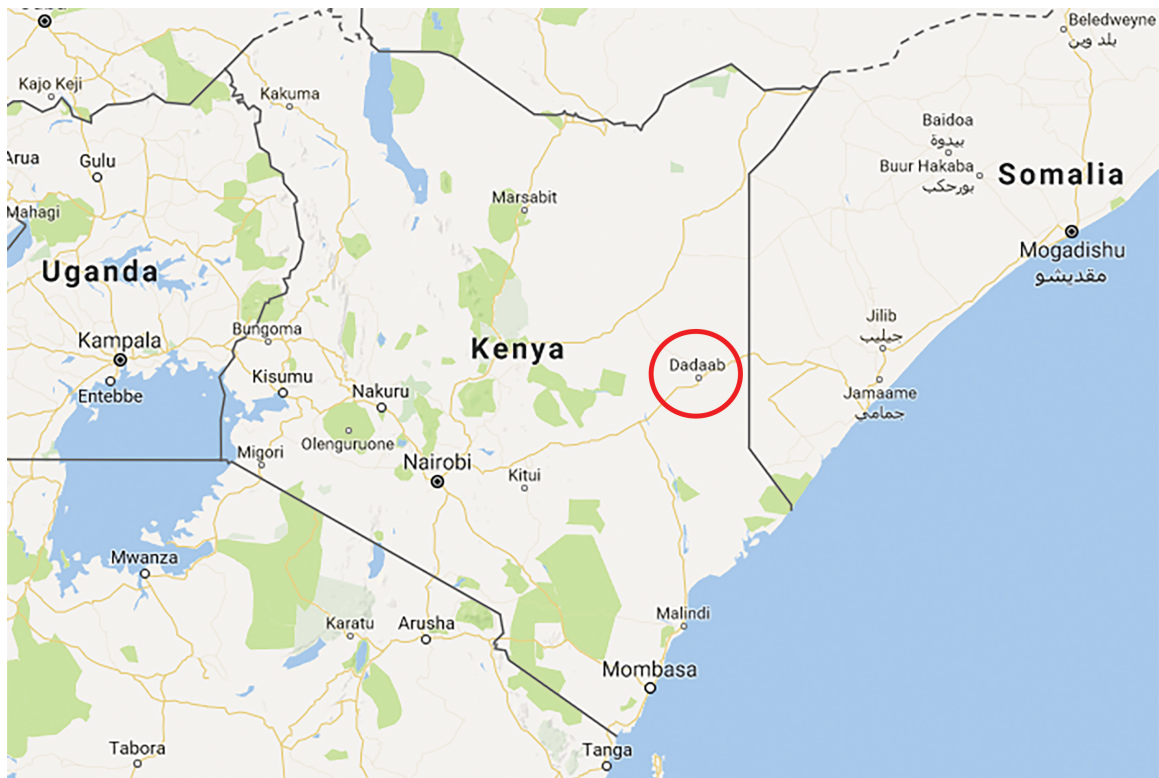 Beledweyne
بلد وين
Kajo Keji
Kakuma
Baidoa
بيدوة
Arua
Gulu
Buur Hakaba
بورحكب
Somalia
Marsabit
Mahagi
Mogadishu
مقديشو
Uganda
Jilib
جيليب
Bungoma
Kampala
Kenya
Dadaab
Kisumu
Entebbe
Nakuru
Jamaame
جمامي
Olenguruone
Migori
Nairobi
Kitui
Mwanza
Malindi
Karatu
Arusha
Mombasa
Tabora
Tanga